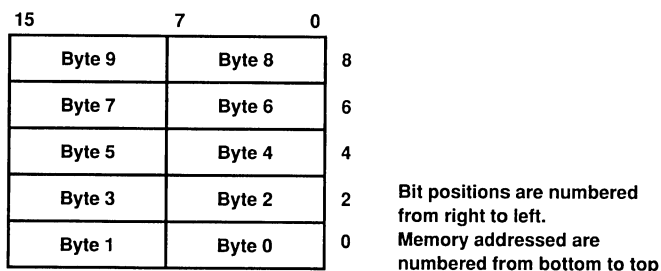 15 7 0
Byte 9 Byte 8 8
Byte 7 Byte 6 6
Byte 5 Byte 4 4
Byte 3 Byte 2 2
Byte 1 Byte 0 0
Bit positions are numbered
from right to left.
Memory addressed are
numbered from bottom to top